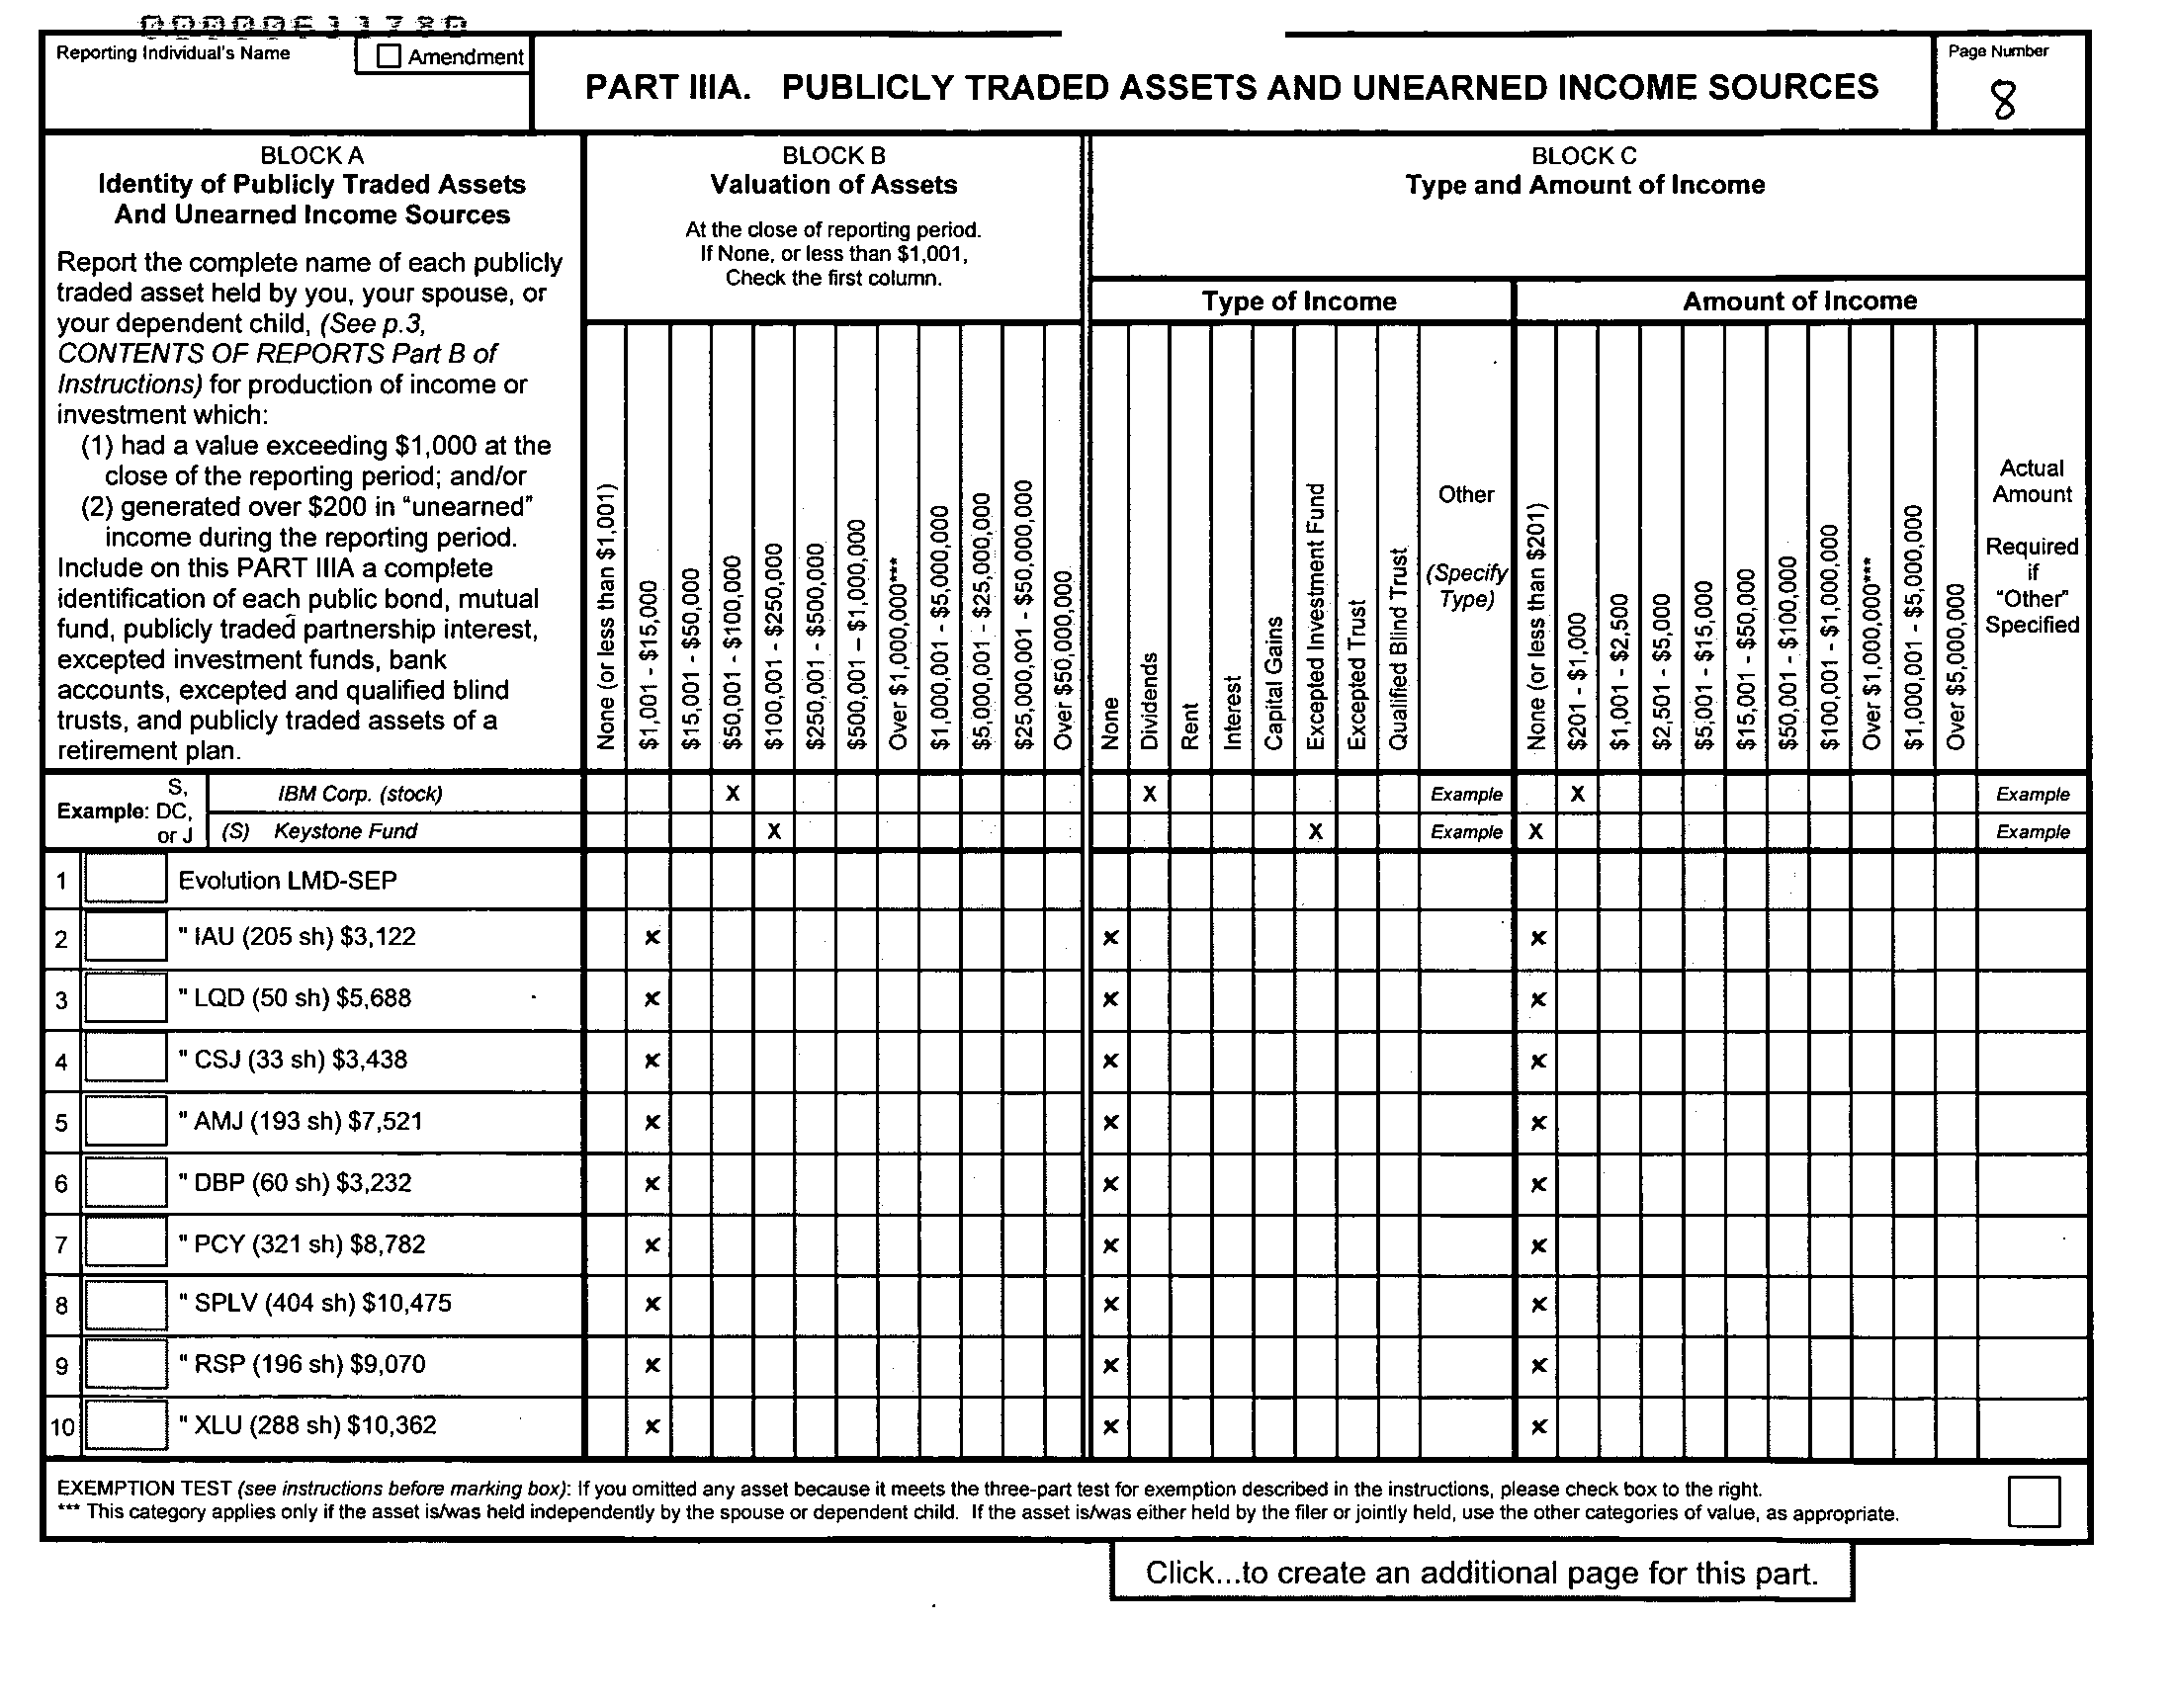 Reporting Individual's Name
Amendment
PART IIIA. PUBLICLY TRADED ASSETS AND UNEARNED INCOME SOURCES
Page Number
8
BLOCK A
Identity of Publicly Traded Assets
And Unearned Income Sources
Report the complete name of each publicly
traded asset held by you, your spouse, or
your dependent child, (See p.3,
CONTENTS OF REPORTS Part B of
Instructions) for production of income or
investment which:
(1) had a value exceeding $1,000 at the
close of the reporting period; and/or
(2) generated over $200 in "unearned"
income during the reporting period.
Include on this PART IIIA a complete
identification of each public bond, mutual
fund, publicly traded partnership interest,
excepted investment funds, bank
accounts, excepted and qualified blind
trusts, and publicly traded assets of a
retirement plan.
BLOCK B
Valuation of Assets
At the close of reporting period.
If None, or less than $1,001,
Check the first column.
None (or less than $1,001)
$1,001 - $15,000
$15,001 - $50,000
$50,001 - $100,000
$100,001 - $250,000
$250,001 - $500,000
$500,001 – $1,000,000
Over $1,000,000***
$1,000,001 - $5,000,000
$5,000,001 - $25,000,000
$25,000,001 - $50,000,000
Over $50,000,000
BLOCK C
Type and Amount of Income
Type of Income
None
Dividends
Rent
Interest
Capital Gains
Excepted Investment Fund
Excepted Trust
Qualified Blind Trust
Other
(Specify
Type)
Amount of Income
None (or less than $201)
$201 - $1,000
$1,001 - $2,500
$2,501 - $5,000
$5,001 - $15,000
$15,001 - $50,000
$50,001 - $100,000
$100,001 - $1,000,000
Over $1,000,000***
$1,000,001 - $5,000,000
Over $5,000,000
Actual
Amount
Required
if
"Other"
Specified
Example: S,
DC,
or J
IBM Corp. (stock) X X Example X Example
(S) Keystone Fund X X Example X Example
1 Evolution LMD-SEP
2 " IAU (205 sh) $3,122 x x x
3 " LQD (50 sh) $5,688 x x x
4 " CSJ (33 sh) $3,438 x x x
5 " AMJ (193 sh) $7,521 x x x
6 " DBP (60 sh) $3,232 x x x
7 " PCY (321 sh) $8,782 x x x
8 " SPLV (404 sh) $10,475 x x x
9 " RSP (196 sh) $9,070 x x x
10 " XLU (288 sh) $10,362 x x x
EXEMPTION TEST (see instructions before marking box): If you omitted any asset because it meets the three-part test for exemption described in the instructions, please check box to the right.
*** This category applies only if the asset is/was held independently by the spouse or dependent child. If the asset is/was either held by the filer or jointly held, use the other categories of value, as appropriate.
Click...to create an additional page for this part.